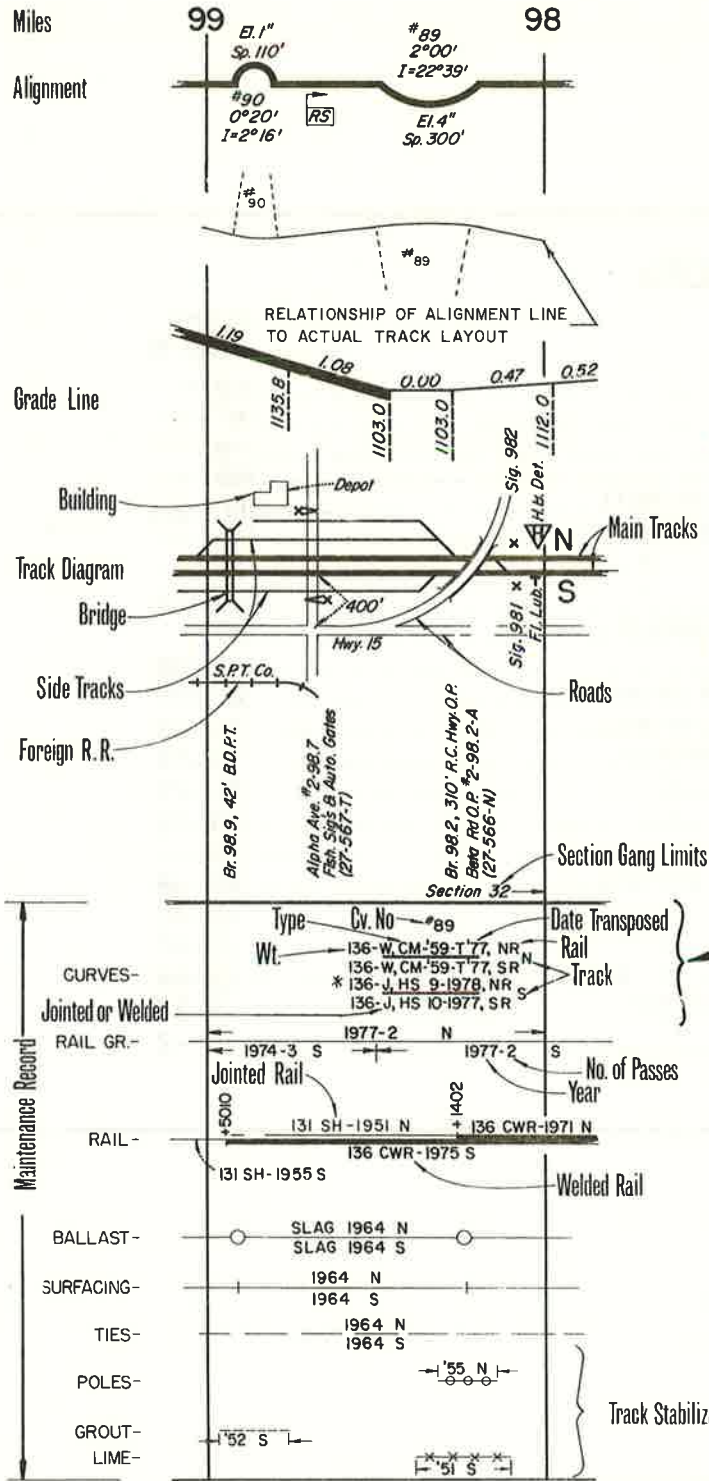 Miles 99 98
El. 1"
Sp. 110'
#89
2°00'
I=22°39'
Alignment
#90
0°20'
I=2°16'
RS
El. 4"
Sp. 300'
#90
#89
RELATIONSHIP OF ALIGNMENT LINE
TO ACTUAL TRACK LAYOUT
1.19 1.08 0.00 0.47 0.52
Grade Line
1135.8 1103.0 1103.0 1112.0
Building
Depot
Sig. 982
H.b. Det.
N
Main Tracks
Track Diagram
S
Bridge
400'
Sig. 981
Fl. Lub.
Hwy. 15
Side Tracks
S.P.T. Co.
Roads
Foreign R.R.
Br. 98.9, 42' B.D.P.T.
Alpha Ave. #2-98.7
Flsh. Sigs & Auto. Gates
(27-567-T)
Br. 98.2, 310' R.C. Hwy. O.P.
Beta Rd O.P. #2-98.2-A
(27-566-N)
Section Gang Limits
Section 32
Type Cv. No #89 Date Transposed
Wt. 136-W, CM-'59-T'77, NR Rail
N
136-W, CM-'59-T'77, SR Track
CURVES-
* 136-J, HS 9-1978, NR
S
136-J, HS 10-1977, SR
Jointed or Welded
1977-2 N
RAIL GR.
1974-3 S 1977-2 S
No. of Passes
Year
Jointed Rail
+5010 +1402
131 SH-1951 N 136 CWR-1971 N
RAIL-
136 CWR-1975 S
131 SH-1955 S
Welded Rail
Maintenance Record
SLAG 1964 N
BALLAST-
SLAG 1964 S
1964 N
SURFACING-
1964 S
TIES- 1964 N
1964 S
'55 N
POLES-
Track Stabiliz
GROUT-
'52 S
LIME-
'51 S